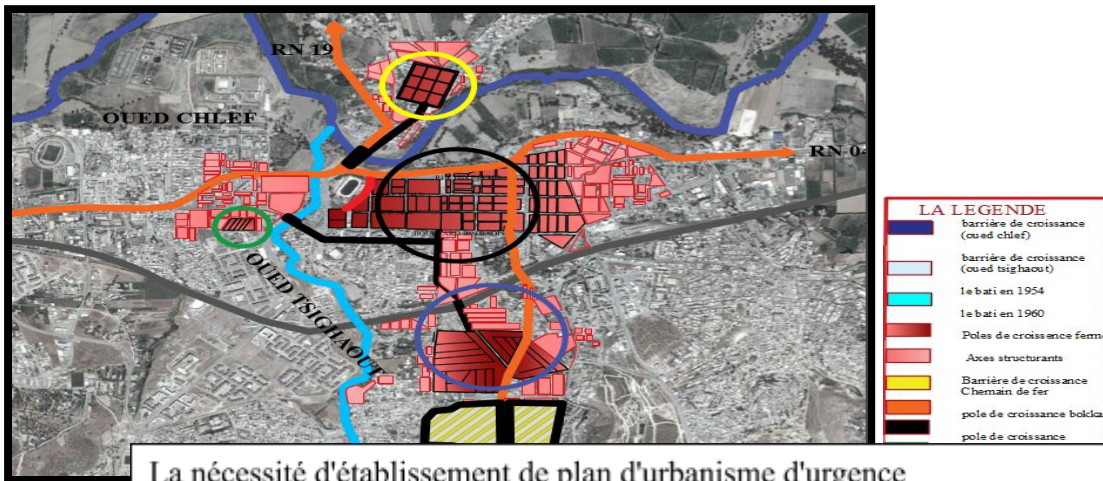 RN 19
OUED CHLEF
RN 0
OUED TSIGHAOUT
LA LEGENDE
barrière de croissance
(oued chlef)
barrière de croissance
(oued tsighaout)
le bati en 1954
le bati en 1960
Poles de croissence ferme
Axes structurants
Barrière de croissance
Chemain de fer
pole de croissance bokka
pole de croissance
La nécessité d'établissement de plan d'urbanisme d'urgence